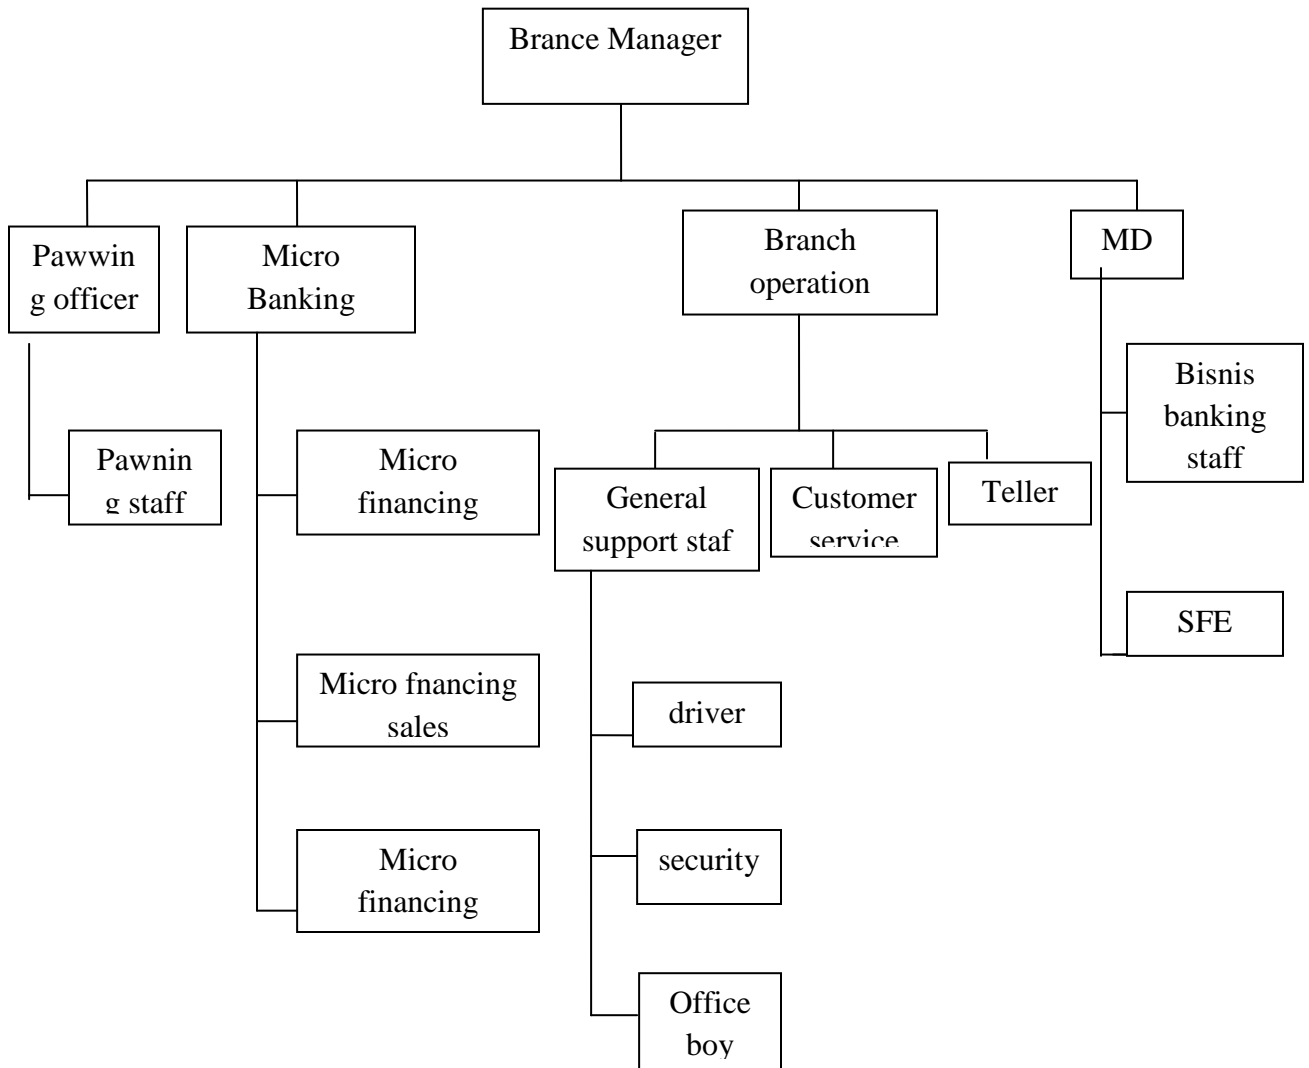 Brance Manager
Pawwin
g officer
Micro
Banking
Branch
operation
MD
Pawnin
g staff
Micro
financing
General
support staf
Customer
service
Teller
Bisnis
banking
staff
SFE
Micro fnancing
sales
driver
Micro
financing
security
Office
boy